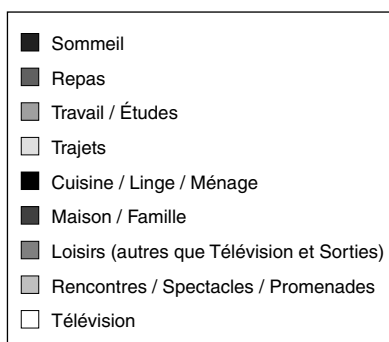 Sommeil
Repas
Travail / Études
Trajets
Cuisine / Linge / Ménage
Maison / Famille
Loisirs (autres que Télévision et Sorties)
Rencontres / Spectacles / Promenades
Télévision